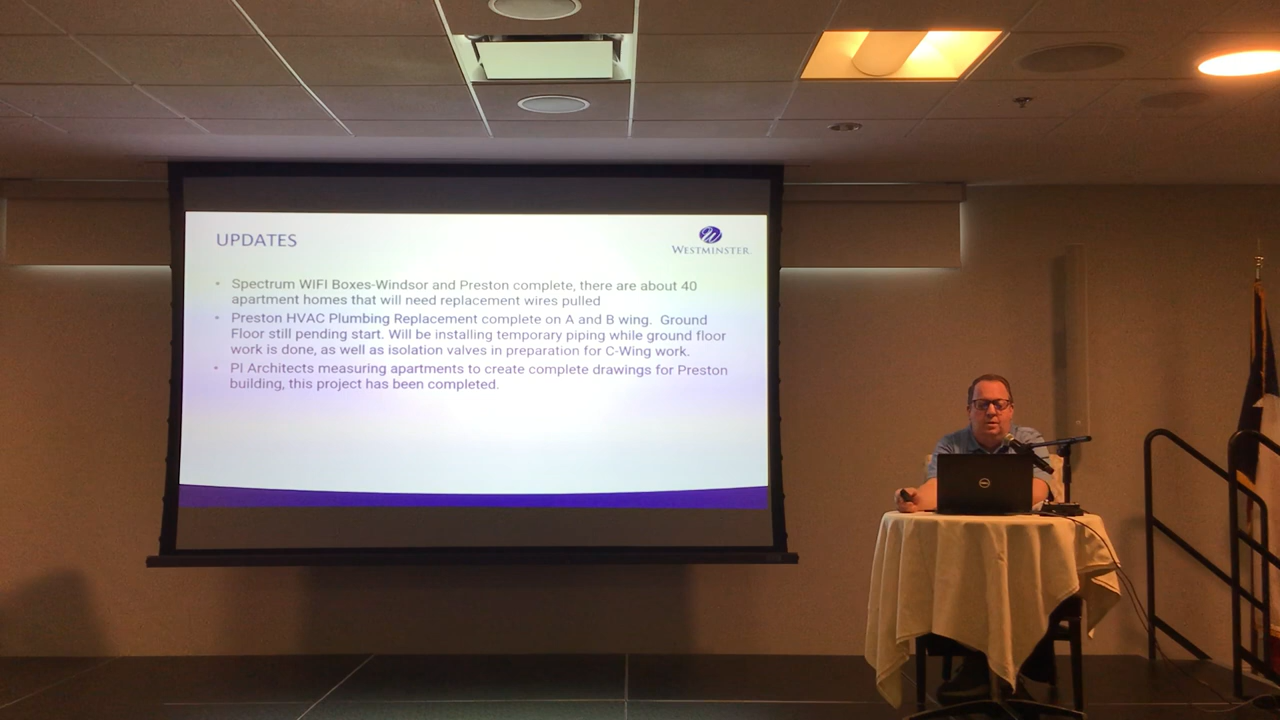 UPDATES
WESTMINSTER
• Spectrum WIFI Boxes-Windsor and Preston complete, there are about 40
apartment homes that will need replacement wires pulled
• Preston HVAC Plumbing Replacement complete on A and B wing. Ground
Floor still pending start. Will be installing temporary piping while ground floor
work is done, as well as isolation valves in preparation for C-Wing work.
• PI Architects measuring apartments to create complete drawings for Preston
building, this project has been completed.
DELL